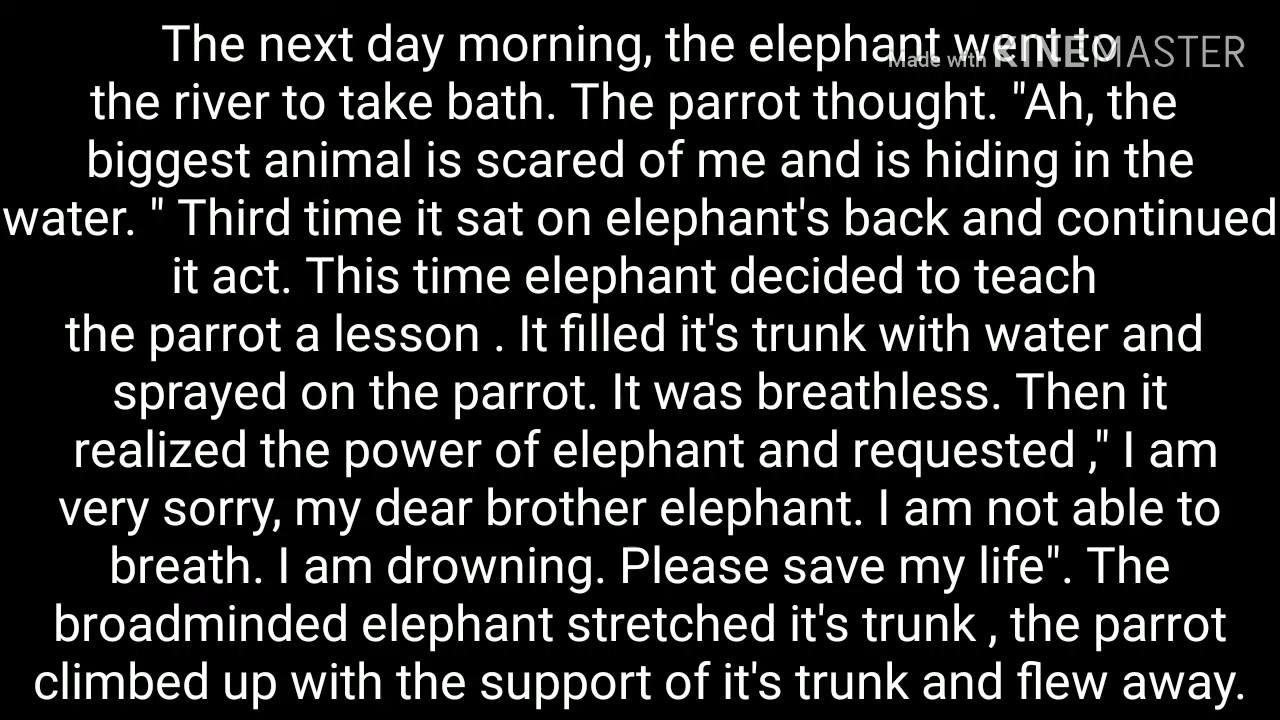 The next day morning, the elephant went to
Made with KINEMASTER
the river to take bath. The parrot thought. "Ah, the
biggest animal is scared of me and is hiding in the
water. " Third time it sat on elephant's back and continued
it act. This time elephant decided to teach
the parrot a lesson . It filled it's trunk with water and
sprayed on the parrot. It was breathless. Then it
realized the power of elephant and requested ," I am
very sorry, my dear brother elephant. I am not able to
breath. I am drowning. Please save my life". The
broadminded elephant stretched it's trunk , the parrot
climbed up with the support of it's trunk and flew away.